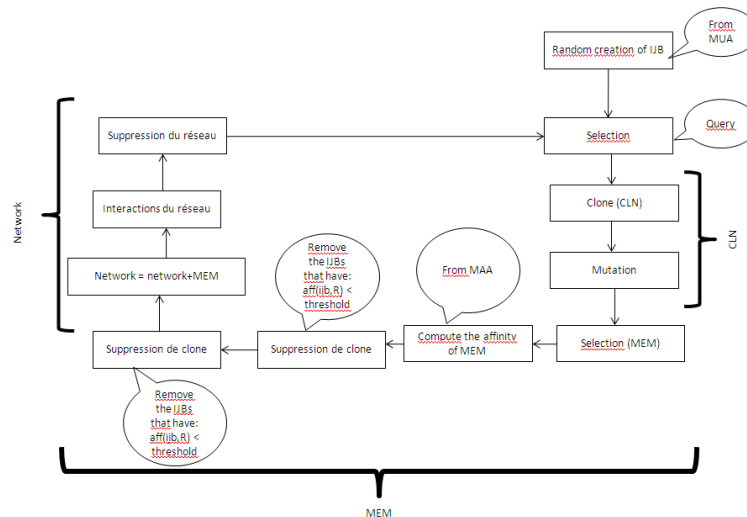 From
MUA
Random creation of IJB
Suppression du réseau
Selection
Query
Clone (CLN)
Interactions du réseau
Network
CLN
Remove
the IJBs
that have:
aff(ijb,R) <
threshold
From MAA
Mutation
Network = network+MEM
Suppression de clone
Suppression de clone
Compute the affinity
of MEM
Selection (MEM)
Remove
the IJBs
that have:
aff(ijb,R) <
threshold
MEM